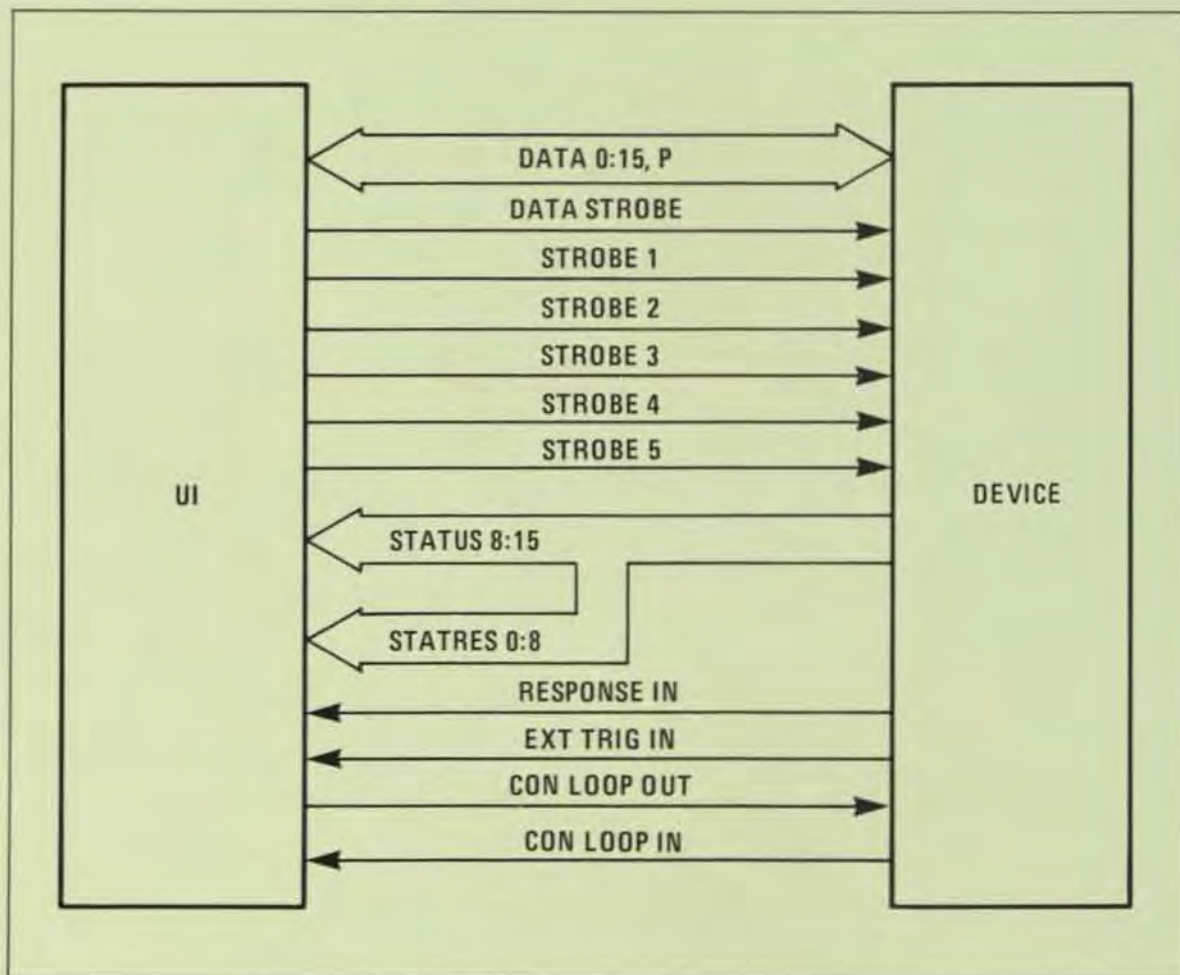 DATA 0:15, P
DATA STROBE
STROBE 1
STROBE 2
STROBE 3
STROBE 4
STROBE 5
UI
DEVICE
STATUS 8:15
STATRES 0:8
RESPONSE IN
EXT TRIG IN
CON LOOP OUT
CON LOOP IN